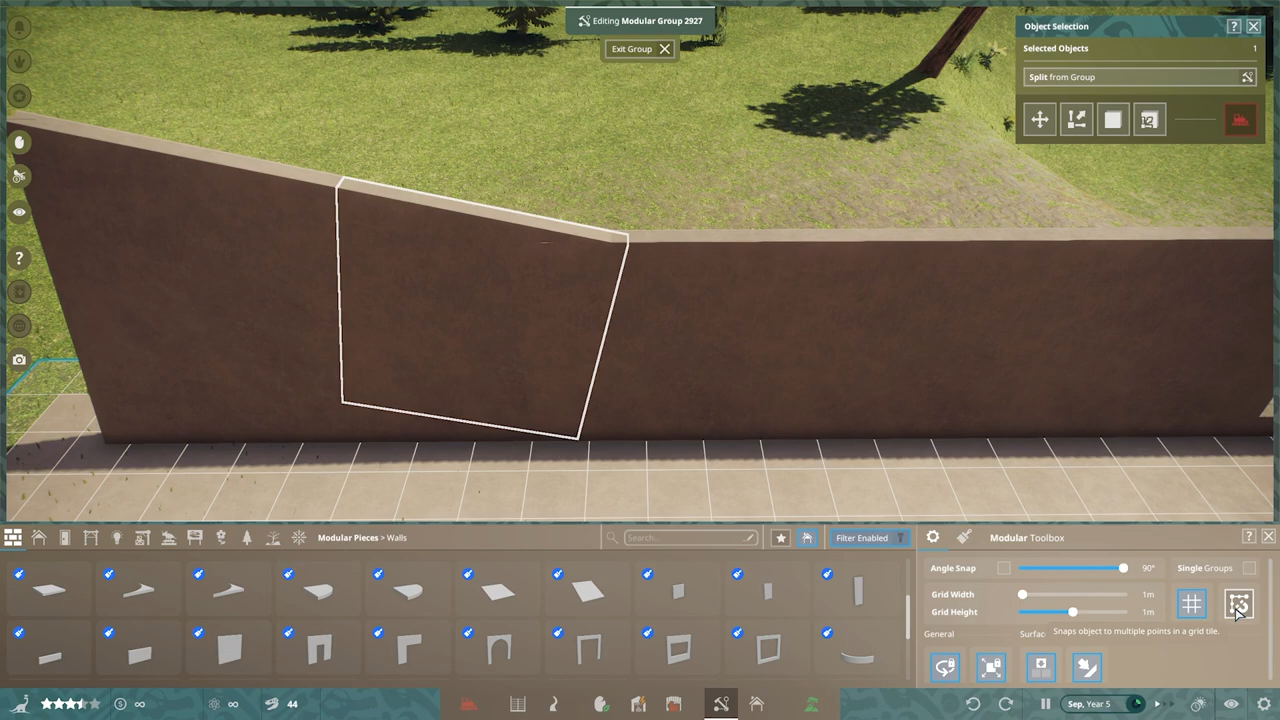 Editing Modular Group 2927
Exit Group
Object Selection
?
Selected Objects 1
Split from Group
12
?
Modular Pieces > Walls
Search...
Filter Enabled
Modular Toolbox
?
Angle Snap 90° Single Groups
Grid Width 1m
Grid Height 1m
Snaps object to multiple points in a grid tile.
General Surfac
∞ ∞ 44
Sep, Year 5